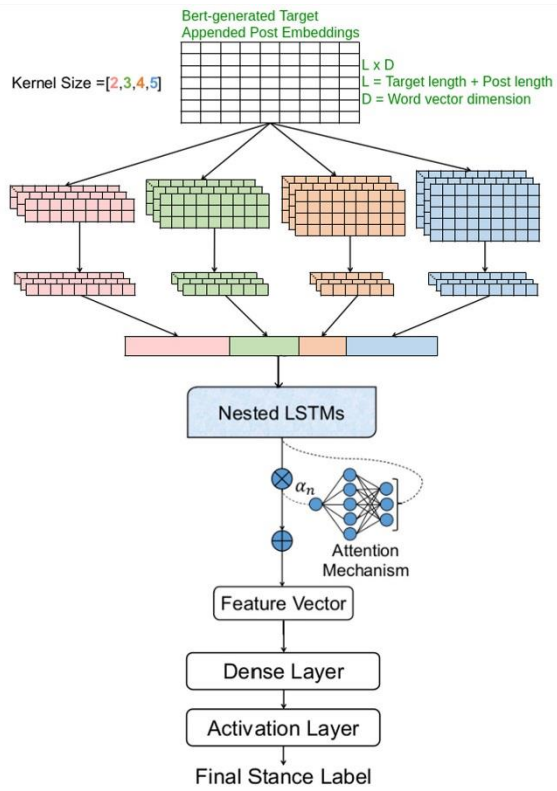 Bert-generated Target
Appended Post Embeddings
Kernel Size =[2,3,4,5]
L x D
L = Target length + Post length
D = Word vector dimension
Nested LSTMs
αn
Attention
Mechanism
Feature Vector
Dense Layer
Activation Layer
Final Stance Label